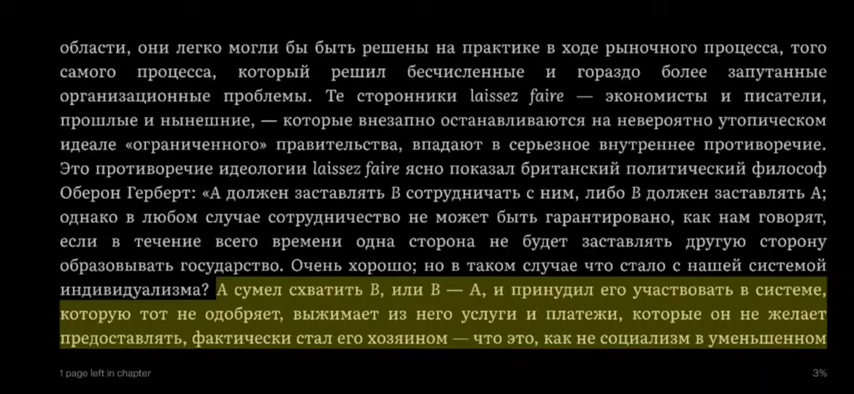 области, они легко могли бы быть решены на практике в ходе рыночного процесса, того
самого процесса, который решил бесчисленные и гораздо более запутанные
организационные проблемы. Те сторонники laissez faire — экономисты и писатели,
прошлые и нынешние, — которые внезапно останавливаются на невероятно утопическом
идеале «ограниченного» правительства, впадают в серьезное внутреннее противоречие.
Это противоречие идеологии laissez faire ясно показал британский политический философ
Оберон Герберт: «А должен заставлять B сотрудничать с ним, либо B должен заставлять А;
однако в любом случае сотрудничество не может быть гарантировано, как нам говорят,
если в течение всего времени одна сторона не будет заставлять другую сторону
образовывать государство. Очень хорошо; но в таком случае что стало с нашей системой
индивидуализма? А сумел схватить B, или B — А, и принудил его участвовать в системе,
которую тот не одобряет, выжимает из него услуги и платежи, которые он не желает
предоставлять, фактически стал его хозяином — что это, как не социализм в уменьшенном
1 page left in chapter
3%